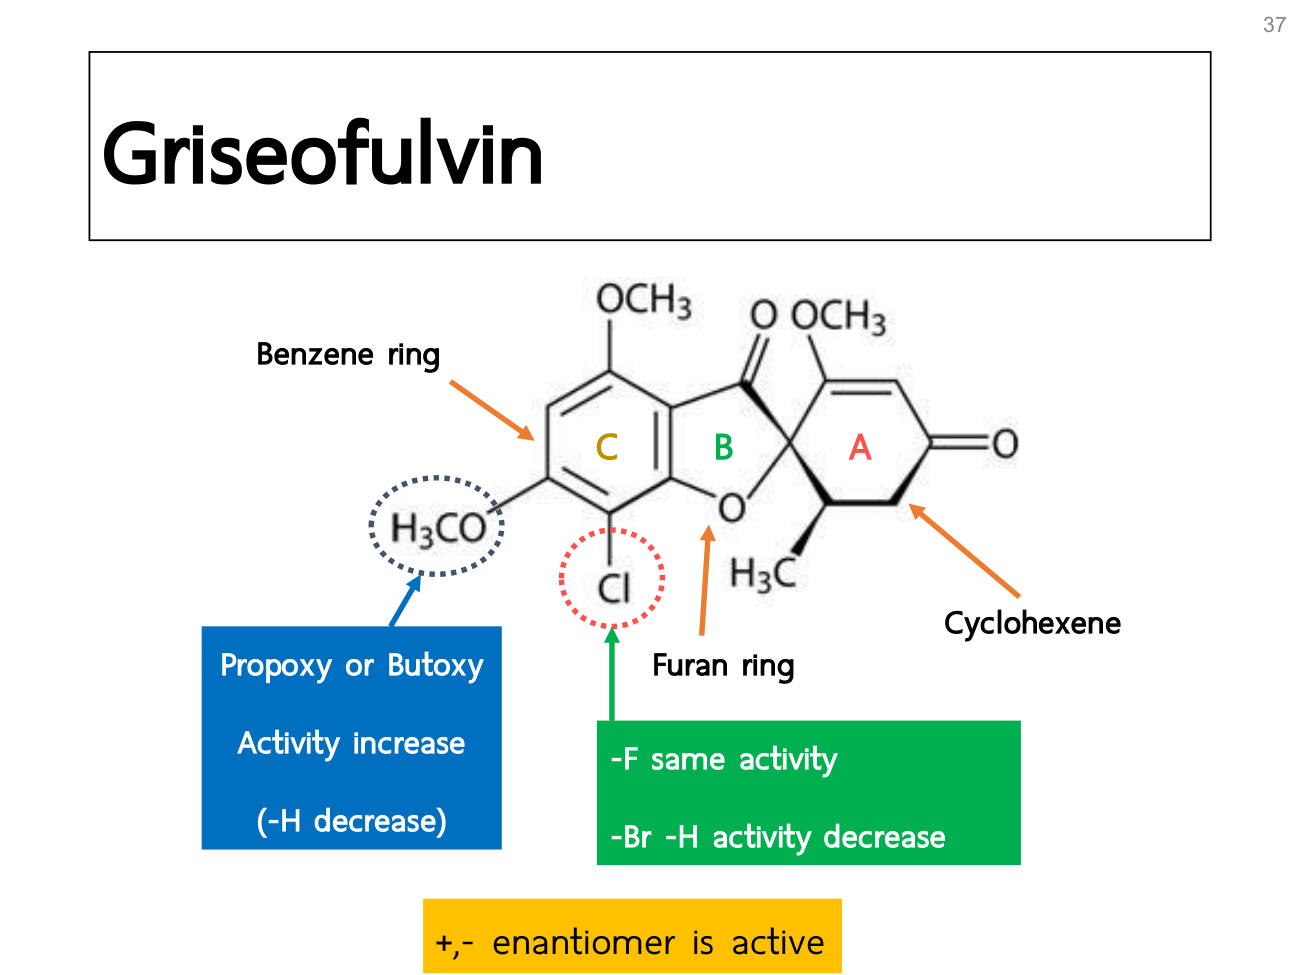 37
Griseofulvin
OCH3
O
OCH3
Benzene ring
C
B
A
O
H3CO
O
Cl
H3C
Cyclohexene
Furan ring
Propoxy or Butoxy
Activity increase
(-H decrease)
-F same activity
-Br -H activity decrease
+,- enantiomer is active